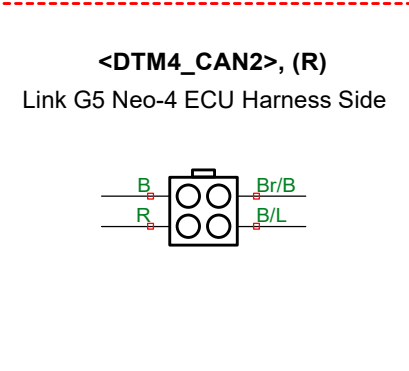 <DTM4_CAN2>, (R)
Link G5 Neo-4 ECU Harness Side
B Br/B
R B/L